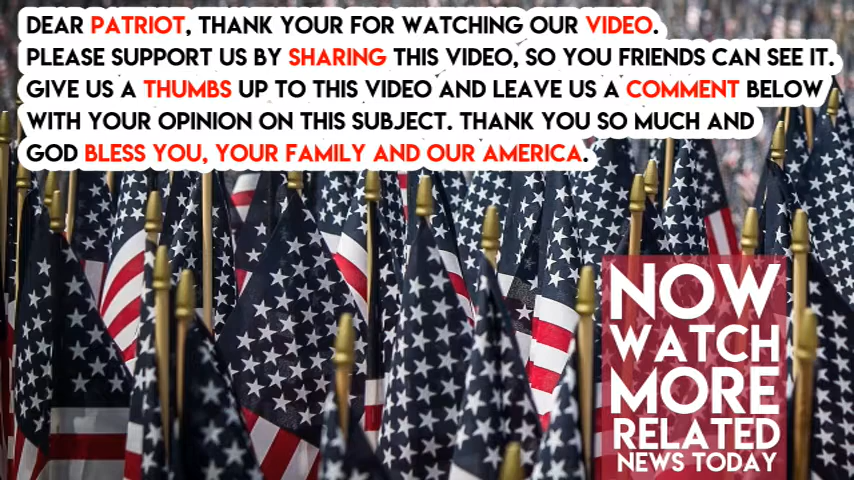 DEAR PATRIOT, THANK YOUR FOR WATCHING OUR VIDEO.
PLEASE SUPPORT US BY SHARING THIS VIDEO, SO YOU FRIENDS CAN SEE IT.
GIVE US A THUMBS UP TO THIS VIDEO AND LEAVE US A COMMENT BELOW
WITH YOUR OPINION ON THIS SUBJECT. THANK YOU SO MUCH AND
GOD BLESS YOU, YOUR FAMILY AND OUR AMERICA.
NOW
WATCH
MORE
RELATED
NEWS TODAY